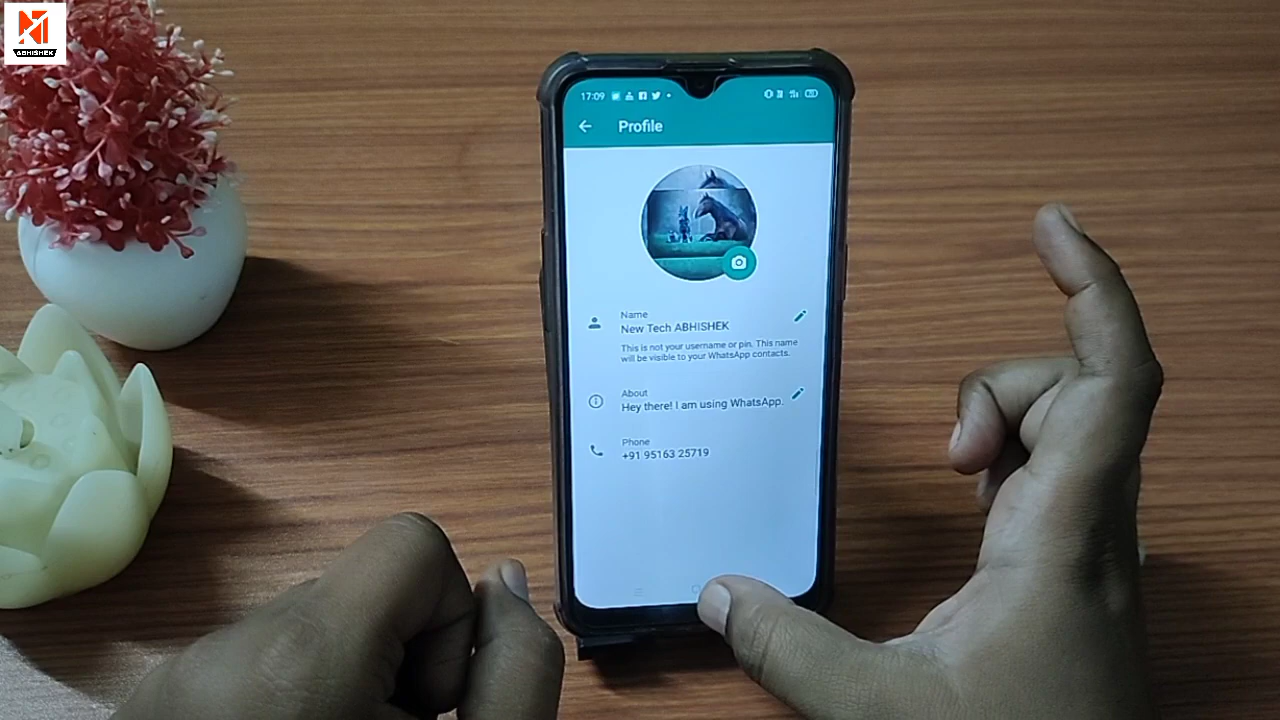 ABHISHEK
17:09
Profile
Name
New Tech ABHISHEK
This is not your username or pin. This name
will be visible to your WhatsApp contacts.
About
Hey there! I am using WhatsApp.
Phone
+91 95163 25719